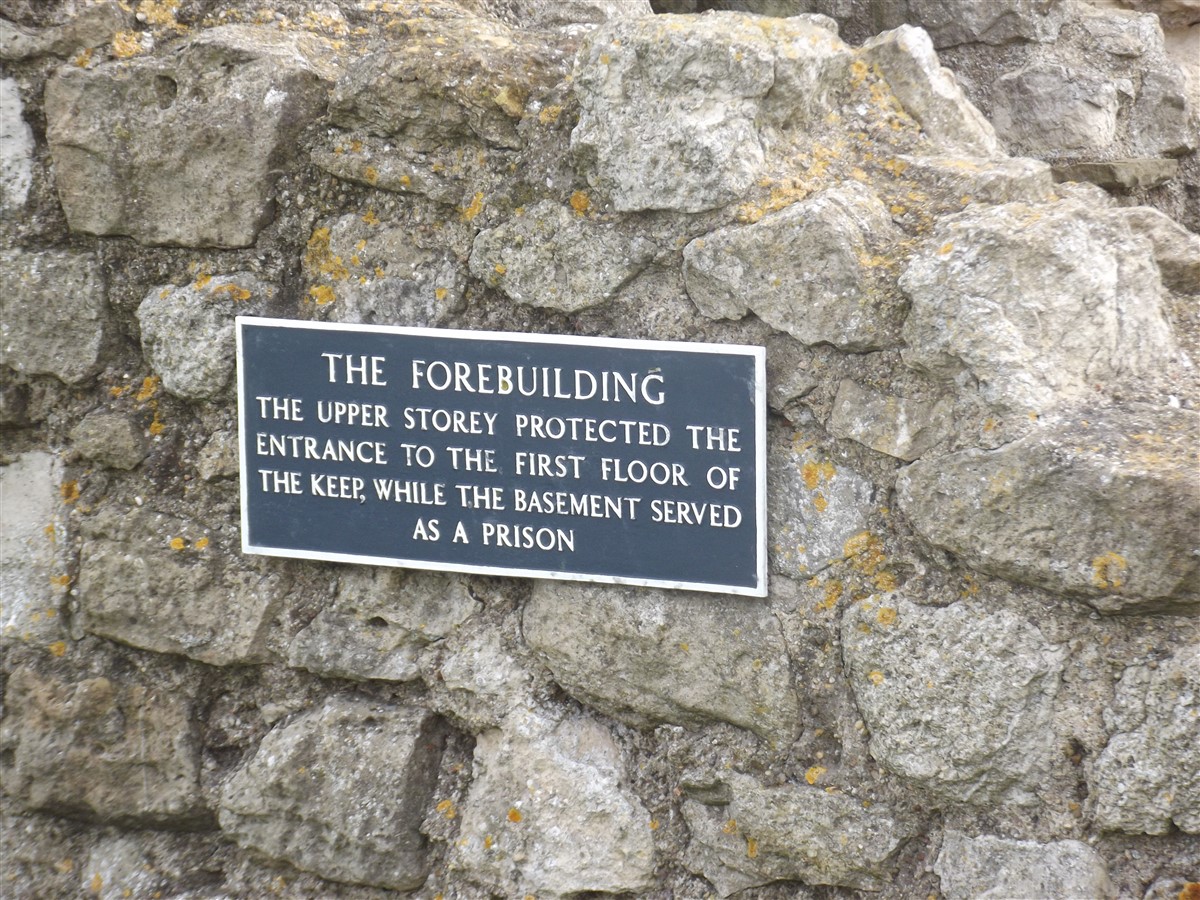 THE FOREBUILDING
THE UPPER STOREY PROTECTED THE
ENTRANCE TO THE FIRST FLOOR OF
THE KEEP, WHILE THE BASEMENT SERVED
AS A PRISON